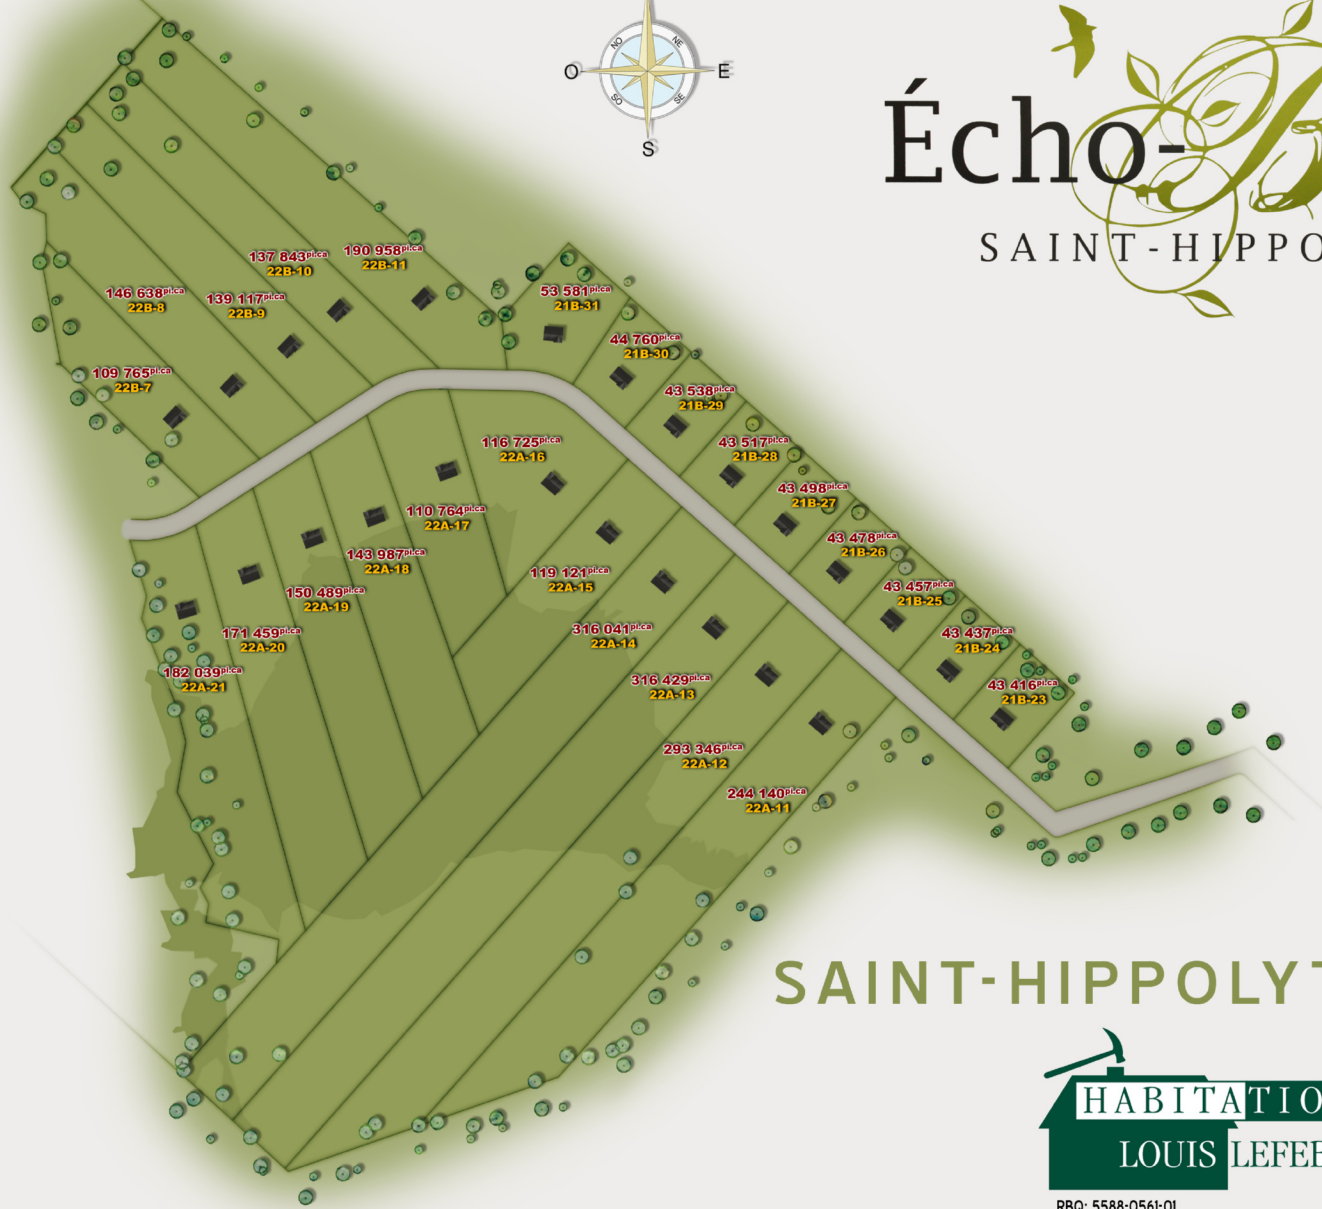 NO
NE
O
E
SO
SE
S
Écho-
SAINT-HIPPO
137 843pi.ca
22B-10
190 958pi.ca
22B-11
146 638pi.ca
22B-8
139 117pi.ca
22B-9
53 581pi.ca
21B-31
44 760pi.ca
21B-30
109 765pi.ca
22B-7
43 538pi.ca
21B-29
116 725pi.ca
22A-16
43 517pi.ca
21B-28
43 498pi.ca
21B-27
110 764pi.ca
22A-17
43 478pi.ca
21B-26
143 987pi.ca
22A-18
119 121pi.ca
22A-15
43 457pi.ca
21B-25
150 489pi.ca
22A-19
171 459pi.ca
22A-20
316 041pi.ca
22A-14
43 437pi.ca
21B-24
182 039pi.ca
22A-21
316 429pi.ca
22A-13
43 416pi.ca
21B-23
293 346pi.ca
22A-12
244 140pi.ca
22A-11
SAINT-HIPPOLYT
HABITATIO
LOUIS LEFEB
RBQ: 5588-0561-01